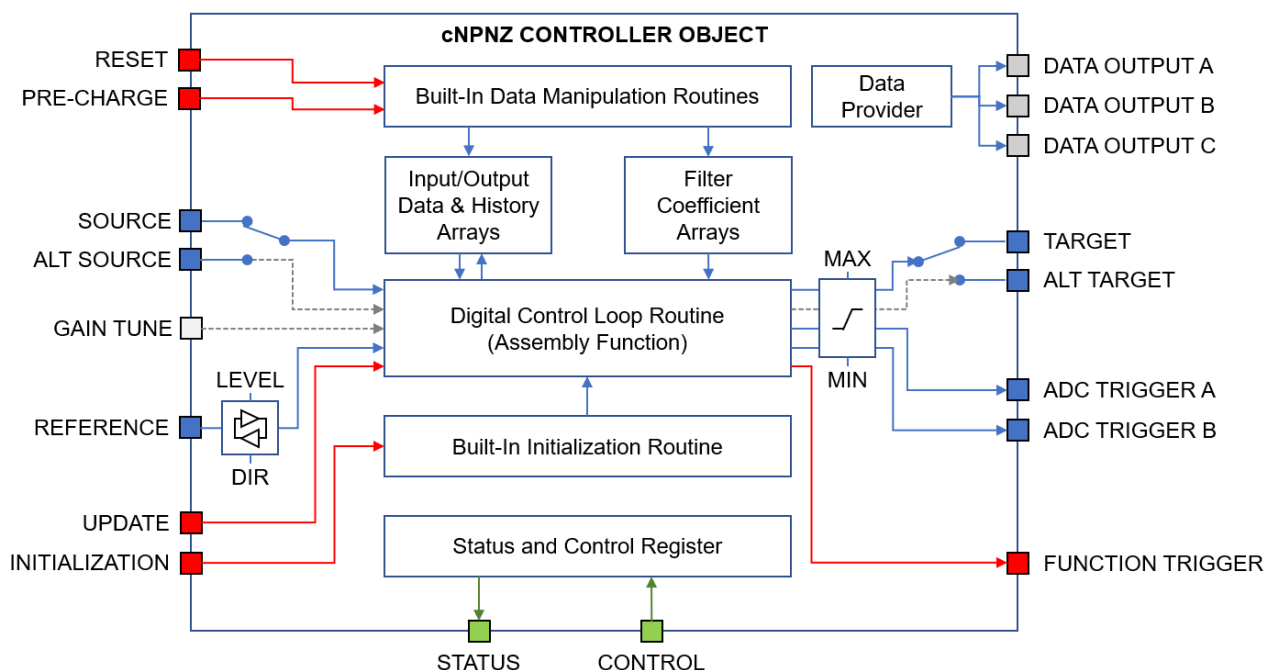 cNPNZ CONTROLLER OBJECT
RESET
PRE-CHARGE
Built-In Data Manipulation Routines
Data
Provider
DATA OUTPUT A
DATA OUTPUT B
DATA OUTPUT C
Input/Output
Data & History
Arrays
Filter
Coefficient
Arrays
SOURCE
ALT SOURCE
GAIN TUNE
REFERENCE
LEVEL
DIR
Digital Control Loop Routine
(Assembly Function)
MAX
MIN
TARGET
ALT TARGET
ADC TRIGGER A
ADC TRIGGER B
Built-In Initialization Routine
UPDATE
INITIALIZATION
Status and Control Register
FUNCTION TRIGGER
STATUS
CONTROL